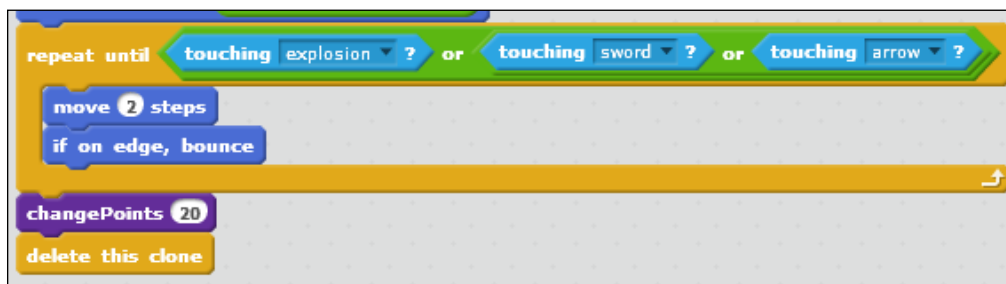 repeat until touching explosion ? or touching sword ? or touching arrow ?
move 2 steps
if on edge, bounce
changePoints 20
delete this clone